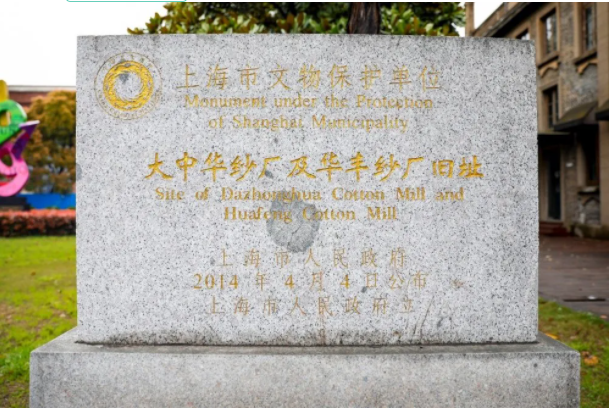 上海市文物保护单位
Monument under the Protection
of Shanghai Municipality
大中华纱厂及华丰纱厂旧址
Site of Dazhonghua Cotton Mill and
Huafeng Cotton Mill
上海市人民政府
2014 年 4 月 4 日公布
上海市人民政府立